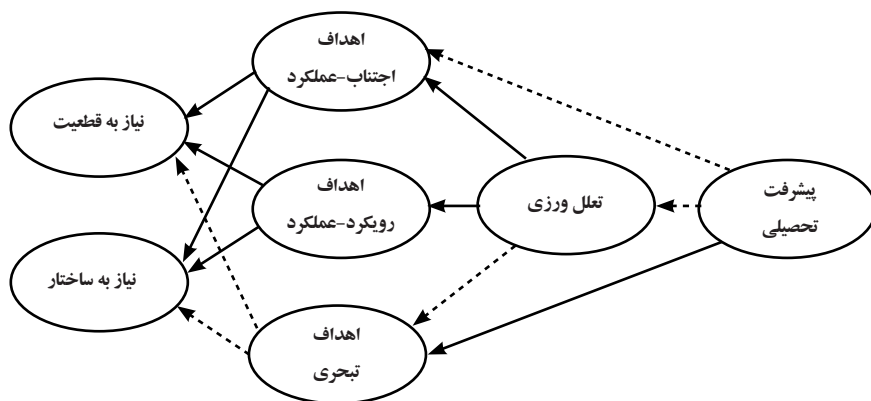 اهداف
اجتناب-عملکرد
نیاز به قطعیت
اهداف
رویکرد-عملکرد
تعلل ورزی
پیشرفت
تحصیلی
نیاز به ساختار
اهداف
تبحری